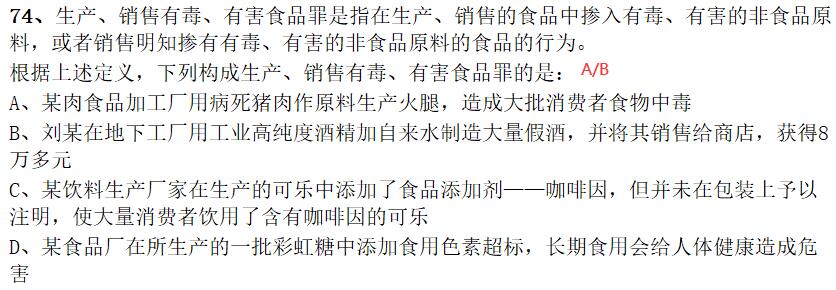 74、生产、销售有毒、有害食品罪是指在生产、销售的食品中掺入有毒、有害的非食品原
料，或者销售明知掺有有毒、有害的非食品原料的食品的行为。
根据上述定义，下列构成生产、销售有毒、有害食品罪的是： A/B
A、某肉食品加工厂用病死猪肉作原料生产火腿，造成大批消费者食物中毒
B、刘某在地下工厂用工业高纯度酒精加自来水制造大量假酒，并将其销售给商店，获得8
万多元
C、某饮料生产厂家在生产的可乐中添加了食品添加剂——咖啡因，但并未在包装上予以
注明，使大量消费者饮用了含有咖啡因的可乐
D、某食品厂在所生产的一批彩虹糖中添加食用色素超标，长期食用会给人体健康造成危
害